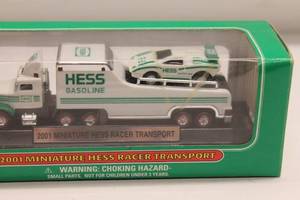 HESS
GASOLINE
2001 MINIATURE HESS RACER TRANSPORT
2001 MINIATURE HESS RACER TRANSPORT
WARNING: CHOKING HAZARD-
SMALL PARTS. NOT FOR CHILDREN UNDER 3 YEARS.